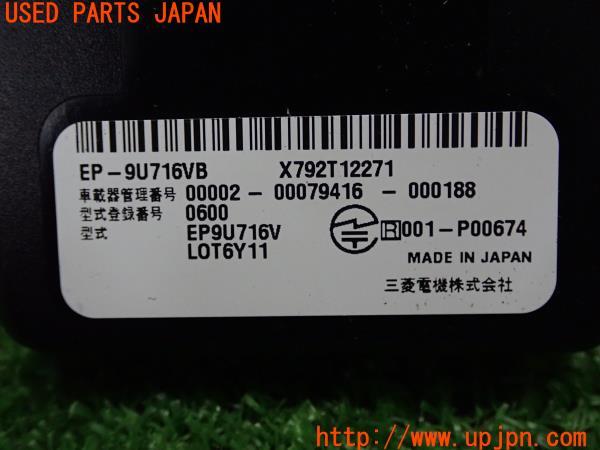 USED PARTS JAPAN
EP-9U716VB X792T12271
車載器管理番号 00002-00079416-000188
型式登録番号 0600
型式 EP9U716V
LOT6Y11
R 001-P00674
MADE IN JAPAN
三菱電機株式会社
http://www.upjpn.com/